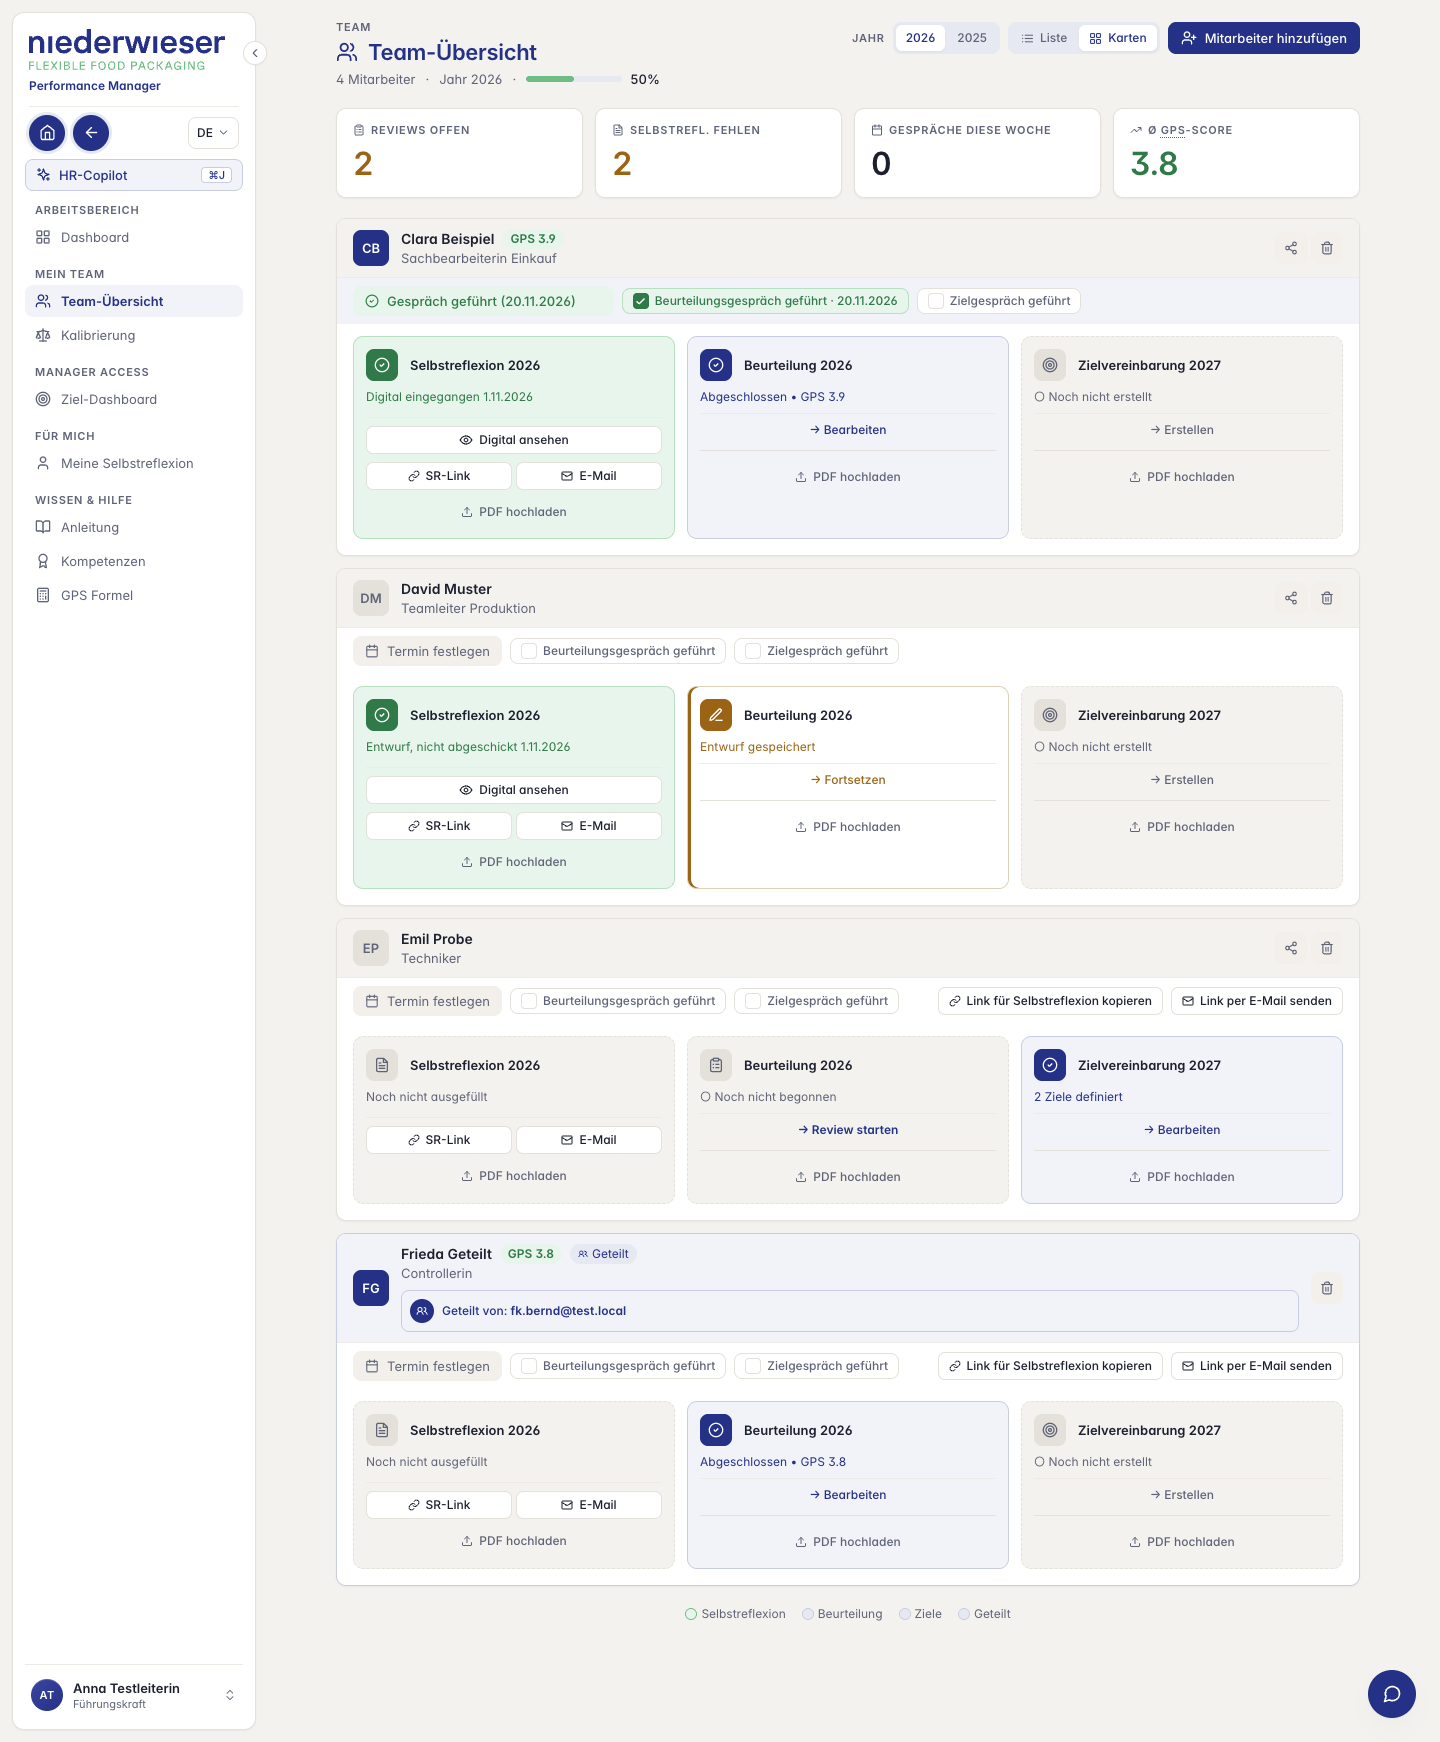 niederwieser
FLEXIBLE FOOD PACKAGING
Performance Manager
DE
HR-Copilot
⌘J
ARBEITSBEREICH
Dashboard
MEIN TEAM
Team-Übersicht
Kalibrierung
MANAGER ACCESS
Ziel-Dashboard
FÜR MICH
Meine Selbstreflexion
WISSEN & HILFE
Anleitung
Kompetenzen
GPS Formel
AT
Anna Testleiterin
Führungskraft
TEAM
Team-Übersicht
4 Mitarbeiter · Jahr 2026 · 50%
JAHR 2026 2025 Liste Karten Mitarbeiter hinzufügen
REVIEWS OFFEN
2
SELBSTREFL. FEHLEN
2
GESPRÄCHE DIESE WOCHE
0
Ø GPS-SCORE
3.8
CB
Clara Beispiel GPS 3.9
Sachbearbeiterin Einkauf
Gespräch geführt (20.11.2026) Beurteilungsgespräch geführt · 20.11.2026 Zielgespräch geführt
Selbstreflexion 2026
Digital eingegangen 1.11.2026
Digital ansehen
SR-Link E-Mail
PDF hochladen
Beurteilung 2026
Abgeschlossen • GPS 3.9
→ Bearbeiten
PDF hochladen
Zielvereinbarung 2027
○ Noch nicht erstellt
→ Erstellen
PDF hochladen
DM
David Muster
Teamleiter Produktion
Termin festlegen Beurteilungsgespräch geführt Zielgespräch geführt
Selbstreflexion 2026
Entwurf, nicht abgeschickt 1.11.2026
Digital ansehen
SR-Link E-Mail
PDF hochladen
Beurteilung 2026
Entwurf gespeichert
→ Fortsetzen
PDF hochladen
Zielvereinbarung 2027
○ Noch nicht erstellt
→ Erstellen
PDF hochladen
EP
Emil Probe
Techniker
Termin festlegen Beurteilungsgespräch geführt Zielgespräch geführt Link für Selbstreflexion kopieren Link per E-Mail senden
Selbstreflexion 2026
Noch nicht ausgefüllt
SR-Link E-Mail
PDF hochladen
Beurteilung 2026
○ Noch nicht begonnen
→ Review starten
PDF hochladen
Zielvereinbarung 2027
2 Ziele definiert
→ Bearbeiten
PDF hochladen
FG
Frieda Geteilt GPS 3.8 Geteilt
Controllerin
Geteilt von: fk.bernd@test.local
Termin festlegen Beurteilungsgespräch geführt Zielgespräch geführt Link für Selbstreflexion kopieren Link per E-Mail senden
Selbstreflexion 2026
Noch nicht ausgefüllt
SR-Link E-Mail
PDF hochladen
Beurteilung 2026
Abgeschlossen • GPS 3.8
→ Bearbeiten
PDF hochladen
Zielvereinbarung 2027
○ Noch nicht erstellt
→ Erstellen
PDF hochladen
Selbstreflexion Beurteilung Ziele Geteilt